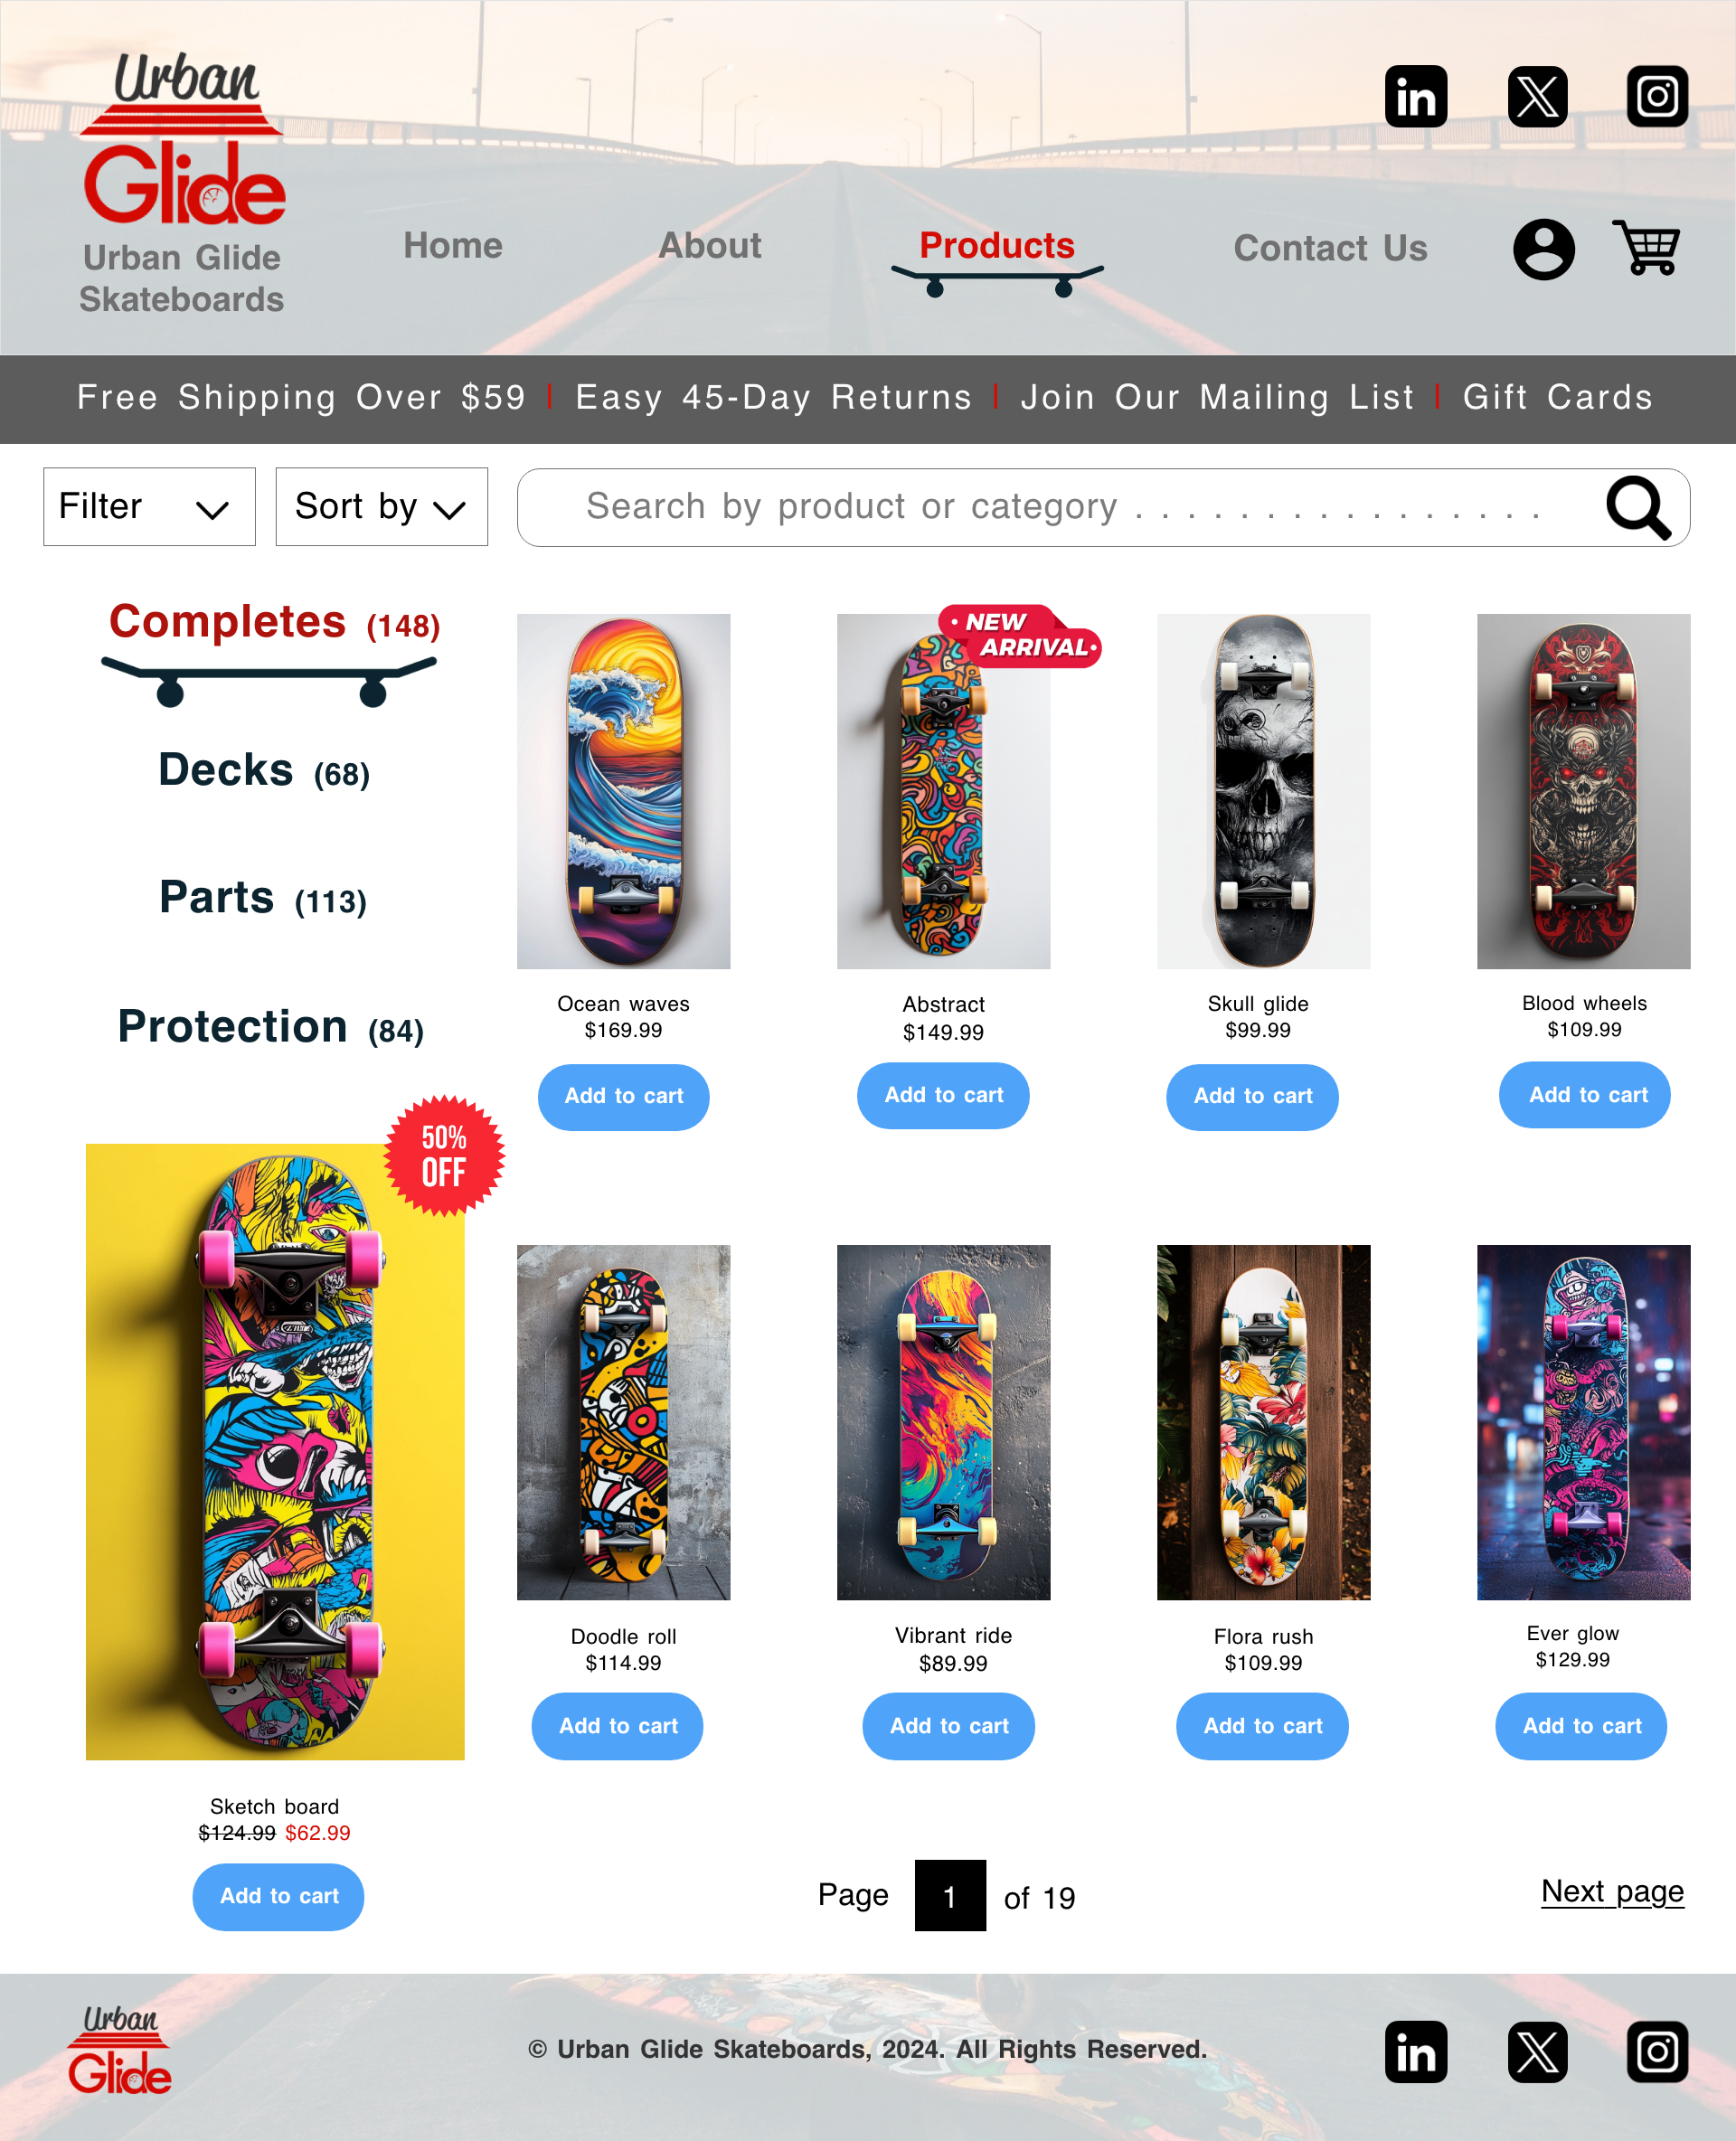 Urban
Glide
Urban Glide
Skateboards
Home
About
Products
Contact Us
Free Shipping Over $59 | Easy 45-Day Returns | Join Our Mailing List | Gift Cards
Filter
Sort by
Search by product or category . . . . . . . . . . . . . . . .
Completes (148)
Decks (68)
Parts (113)
Protection (84)
NEW
ARRIVAL
Ocean waves
$169.99
Add to cart
Abstract
$149.99
Add to cart
Skull glide
$99.99
Add to cart
Blood wheels
$109.99
Add to cart
50%
OFF
Sketch board
$124.99 $62.99
Add to cart
Doodle roll
$114.99
Add to cart
Vibrant ride
$89.99
Add to cart
Flora rush
$109.99
Add to cart
Ever glow
$129.99
Add to cart
Page 1 of 19
Next page
Urban
Glide
© Urban Glide Skateboards, 2024. All Rights Reserved.